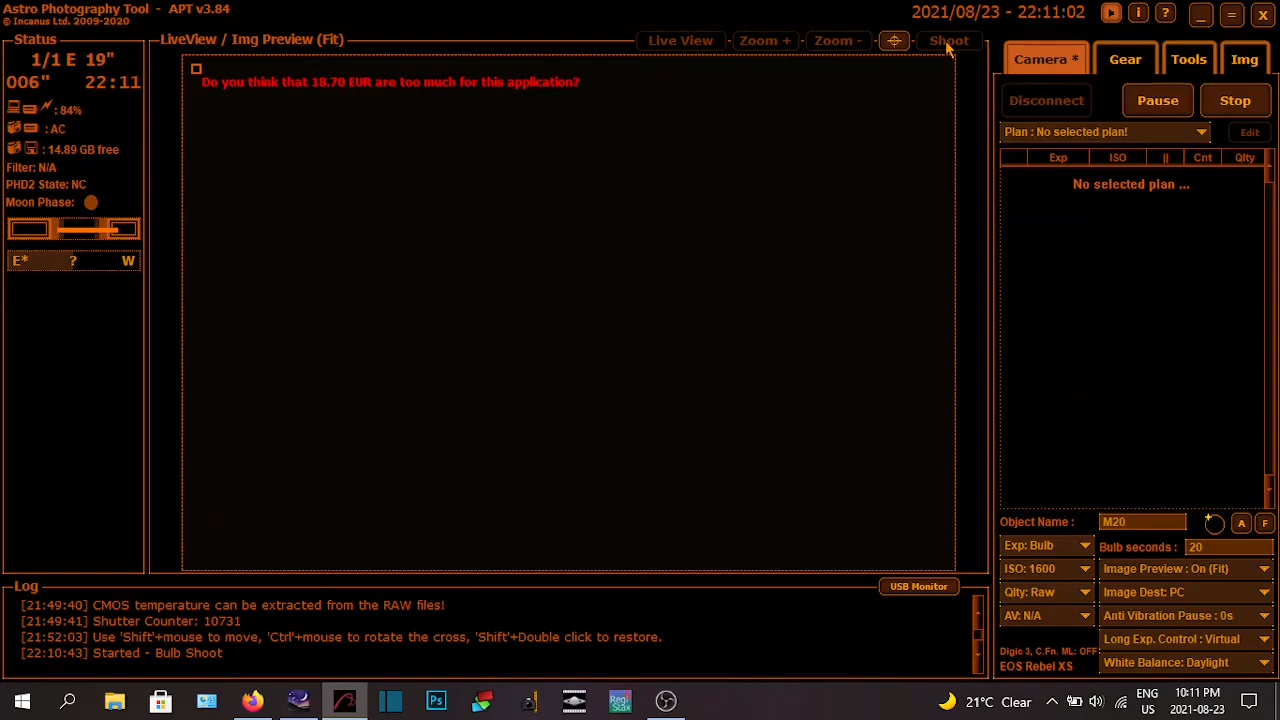 Astro Photography Tool - APT v3.84
© Incanus Ltd. 2009-2020
2021/08/23 - 22:11:02
i
?
X
Status
1/1 E 19"
006" 22:11
: 84%
: AC
: 14.89 GB free
Filter: N/A
PHD2 State: NC
Moon Phase:
E* ? W
LiveView / Img Preview (Fit)
Live View
Zoom +
Zoom -
Shoot
Do you think that 18.70 EUR are too much for this application?
Camera *
Gear
Tools
Img
Disconnect
Pause
Stop
Plan : No selected plan!
Edit
Exp ISO || Cnt Qlty
No selected plan ...
Object Name : M20
A
F
Exp: Bulb
Bulb seconds : 20
ISO: 1600
Image Preview : On (Fit)
Qlty: Raw
Image Dest: PC
AV: N/A
Anti Vibration Pause : 0s
Long Exp. Control : Virtual
Digic 3, C.Fn. ML: OFF
EOS Rebel XS
White Balance: Daylight
Log
USB Monitor
[21:49:40] CMOS temperature can be extracted from the RAW files!
[21:49:41] Shutter Counter: 10731
[21:52:03] Use 'Shift'+mouse to move, 'Ctrl'+mouse to rotate the cross, 'Shift'+Double click to restore.
[22:10:43] Started - Bulb Shoot
Ps
Regi
Stax
21°C Clear
ENG
US
10:11 PM
2021-08-23